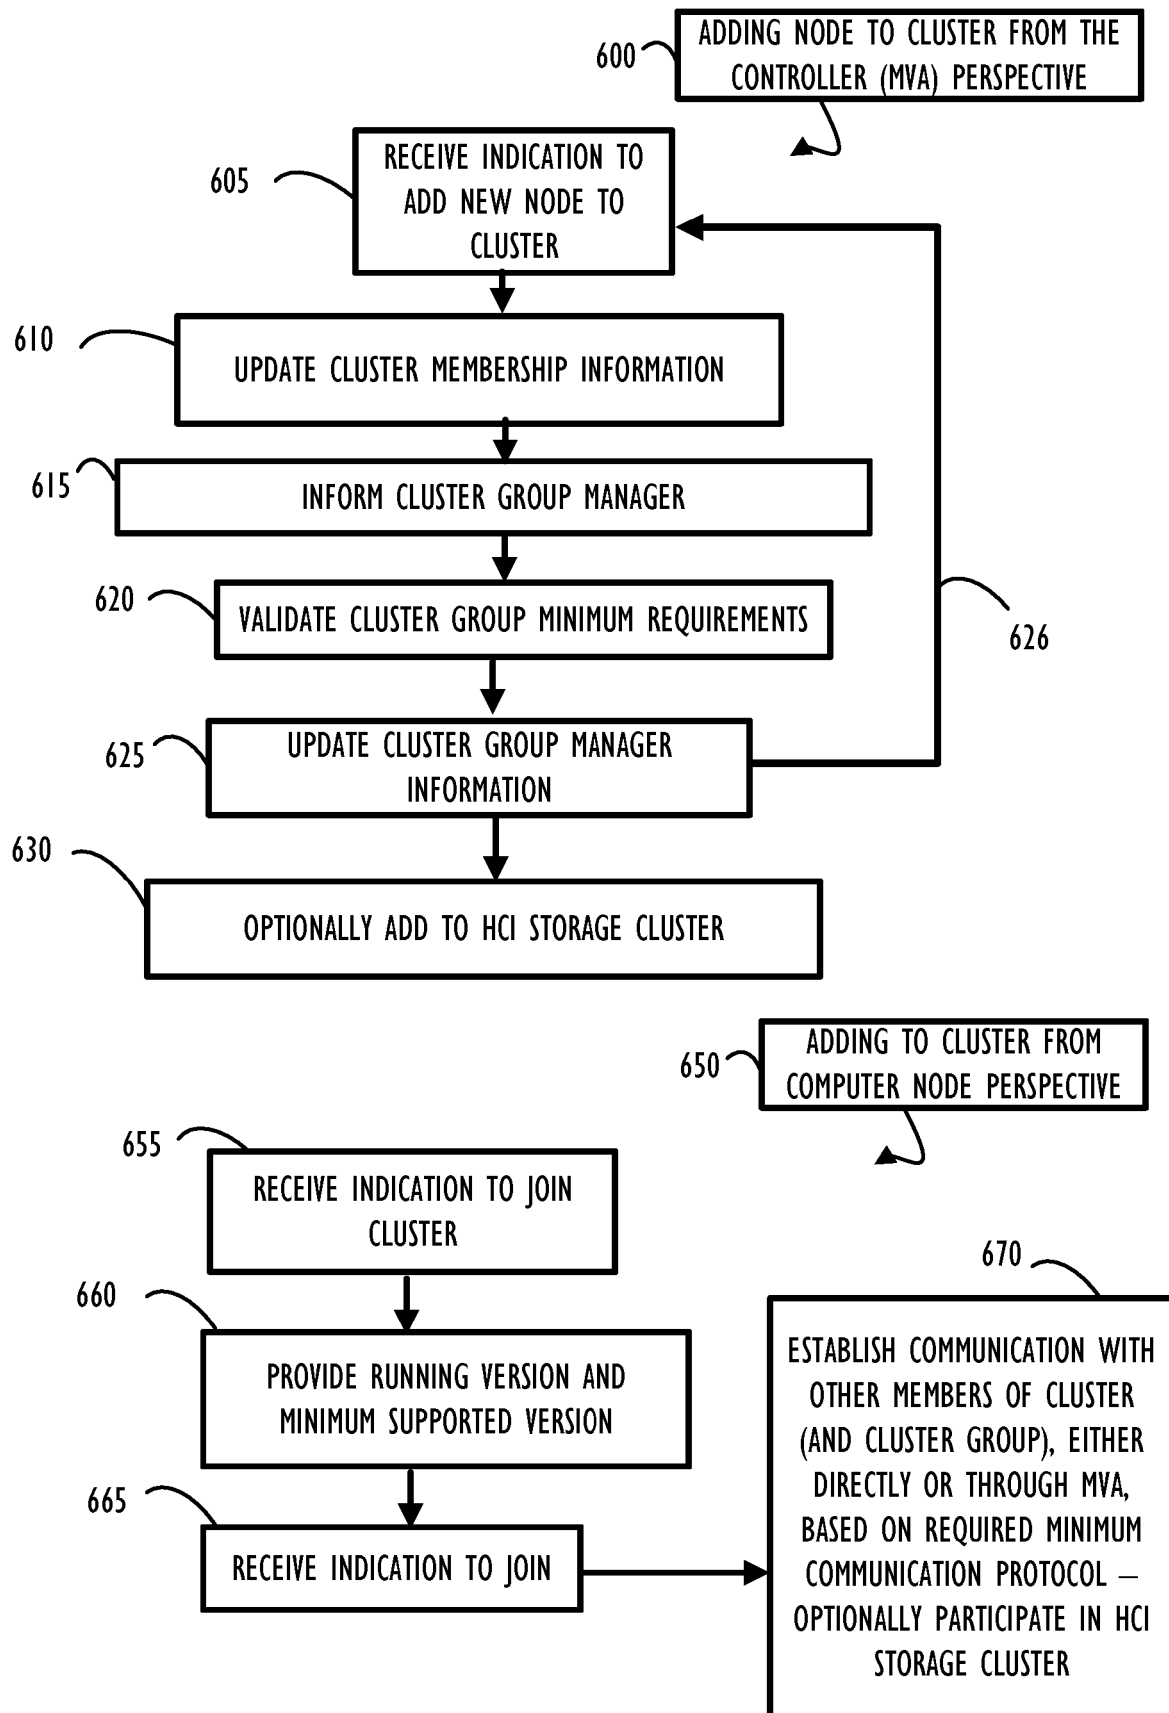 600
ADDING NODE TO CLUSTER FROM THE
CONTROLLER (MVA) PERSPECTIVE
605
RECEIVE INDICATION TO
ADD NEW NODE TO
CLUSTER
610
UPDATE CLUSTER MEMBERSHIP INFORMATION
615
INFORM CLUSTER GROUP MANAGER
620
VALIDATE CLUSTER GROUP MINIMUM REQUIREMENTS
626
625
UPDATE CLUSTER GROUP MANAGER
INFORMATION
630
OPTIONALLY ADD TO HCI STORAGE CLUSTER
650
ADDING TO CLUSTER FROM
COMPUTER NODE PERSPECTIVE
655
RECEIVE INDICATION TO JOIN
CLUSTER
660
PROVIDE RUNNING VERSION AND
MINIMUM SUPPORTED VERSION
665
RECEIVE INDICATION TO JOIN
670
ESTABLISH COMMUNICATION WITH
OTHER MEMBERS OF CLUSTER
(AND CLUSTER GROUP), EITHER
DIRECTLY OR THROUGH MVA,
BASED ON REQUIRED MINIMUM
COMMUNICATION PROTOCOL –
OPTIONALLY PARTICIPATE IN HCI
STORAGE CLUSTER